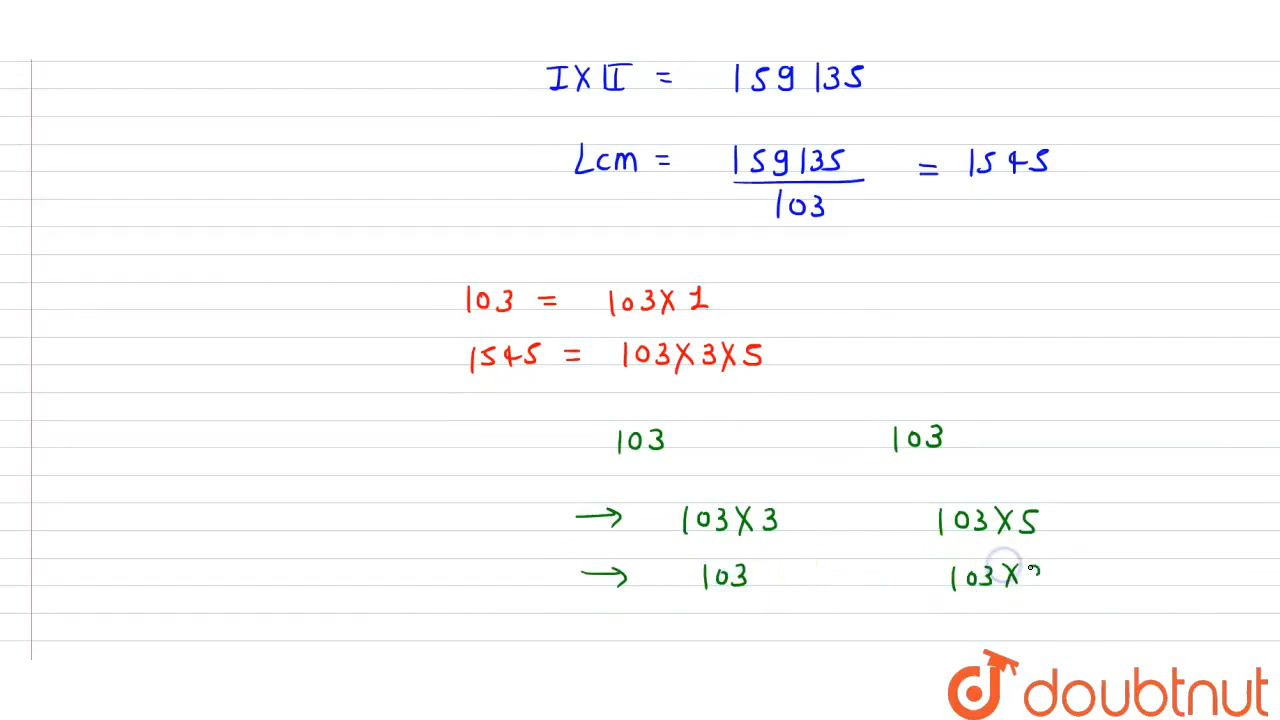 I X II = 159135
Lcm = 159135 / 103 = 1545
103 = 103 X 1
1545 = 103 X 3 X 5
103 103
→ 103 X 3 103 X 5
→ 103 103 X
doubtnut